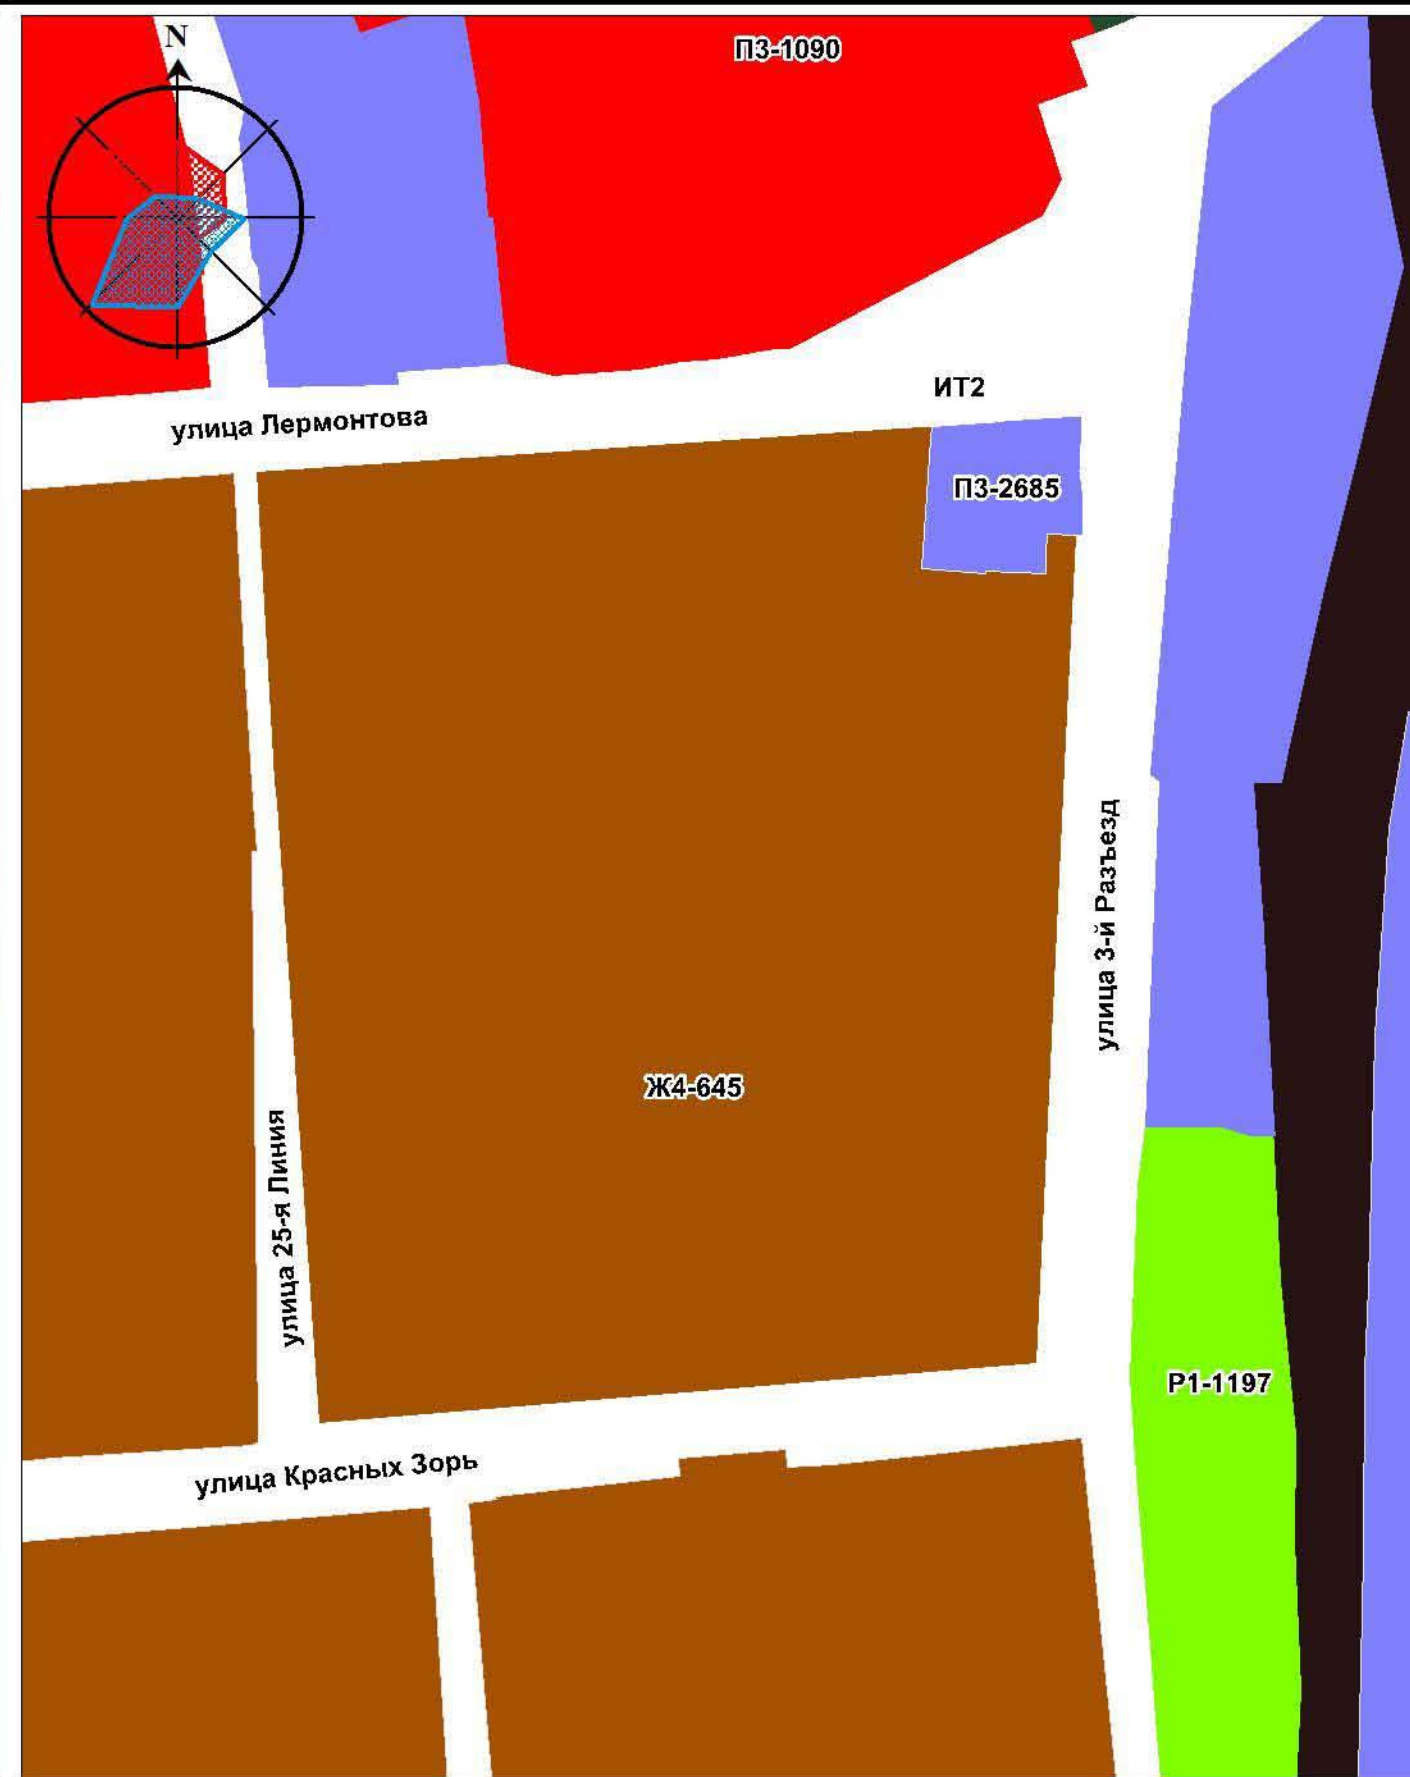 N
П3-1090
ИТ2
улица Лермонтова
П3-2685
улица 3-й Разъезд
Ж4-645
улица 25-я Линия
Р1-1197
улица Красных Зорь